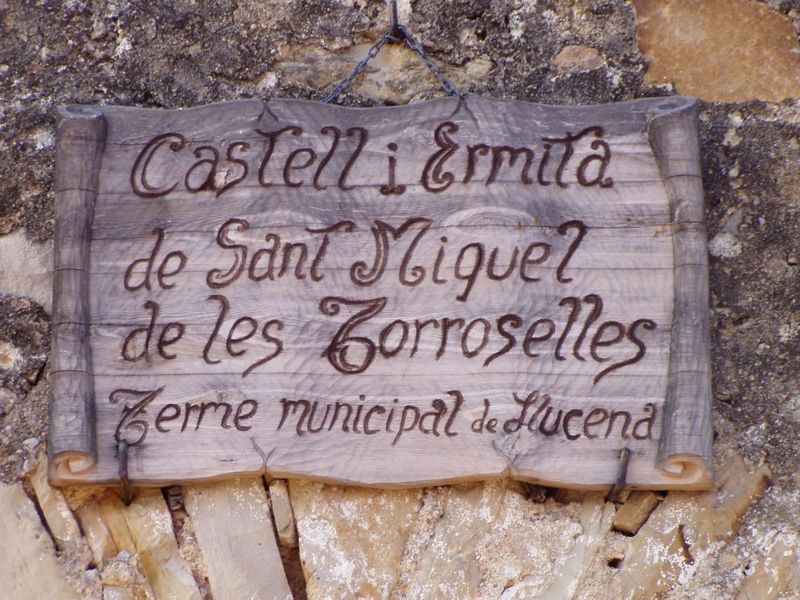 Castell i Ermita
de Sant Miquel
de les Torroselles
Terme municipal de Llucena